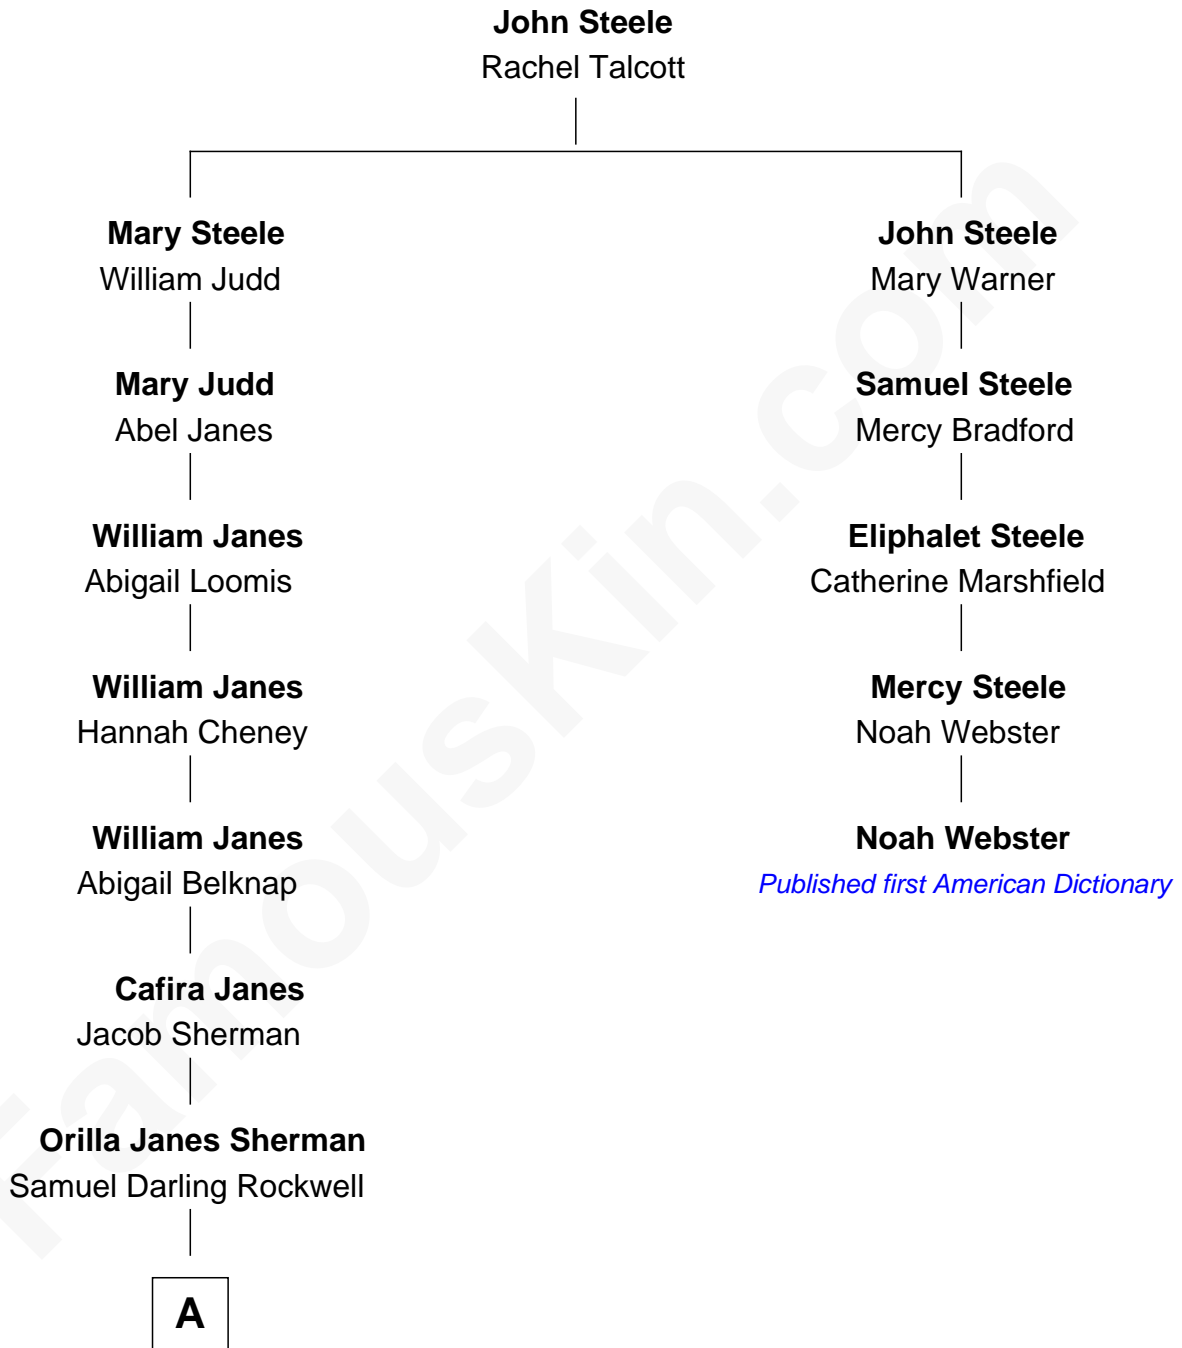 John Steele
Rachel Talcott
Mary Steele
William Judd
John Steele
Mary Warner
Mary Judd
Abel Janes
Samuel Steele
Mercy Bradford
William Janes
Abigail Loomis
Eliphalet Steele
Catherine Marshfield
William Janes
Hannah Cheney
Mercy Steele
Noah Webster
William Janes
Abigail Belknap
Noah Webster
Published first American Dictionary
Cafira Janes
Jacob Sherman
Orilla Janes Sherman
Samuel Darling Rockwell
A
FamousKin.com